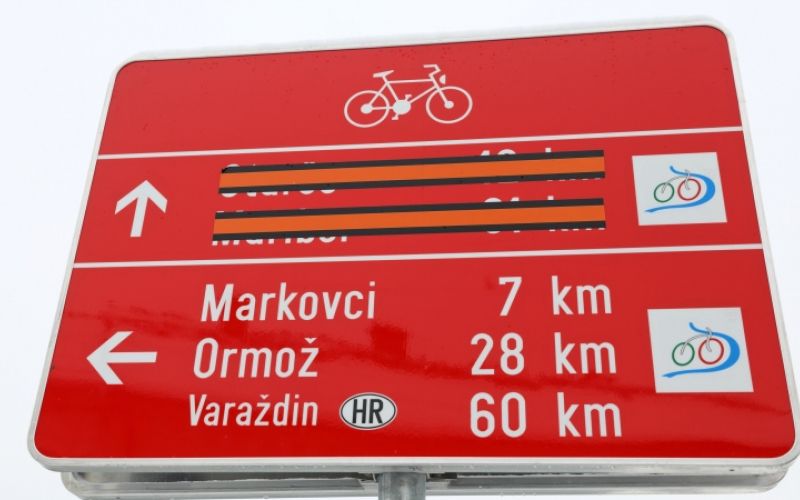 Markovci 7 km
Ormož 28 km
Varaždin HR 60 km